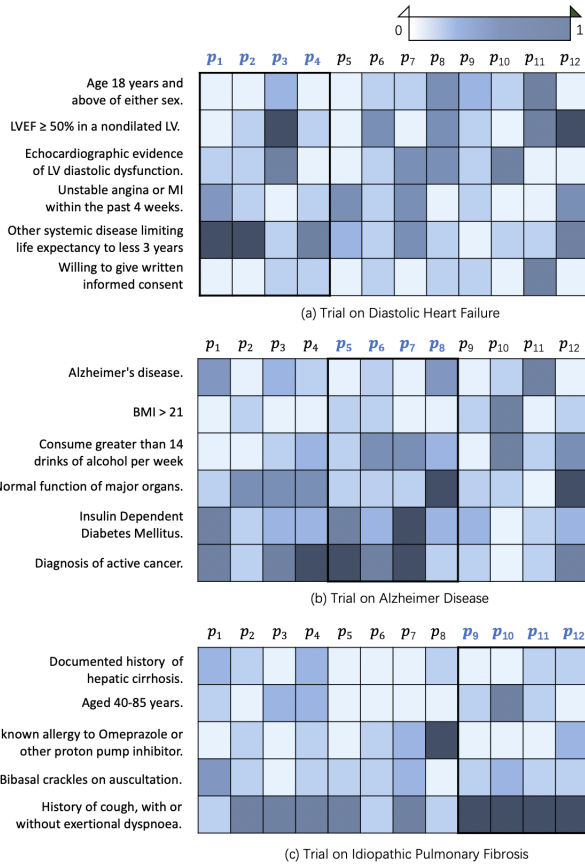 0 1
p1 p2 p3 p4 p5 p6 p7 p8 p9 p10 p11 p12
Age 18 years and
above of either sex.
LVEF ≥ 50% in a nondilated LV.
Echocardiographic evidence
of LV diastolic dysfunction.
Unstable angina or MI
within the past 4 weeks.
Other systemic disease limiting
life expectancy to less 3 years
Willing to give written
informed consent
(a) Trial on Diastolic Heart Failure
p1 p2 p3 p4 p5 p6 p7 p8 p9 p10 p11 p12
Alzheimer's disease.
BMI > 21
Consume greater than 14
drinks of alcohol per week
ormal function of major organs.
Insulin Dependent
Diabetes Mellitus.
Diagnosis of active cancer.
(b) Trial on Alzheimer Disease
p1 p2 p3 p4 p5 p6 p7 p8 p9 p10 p11 p12
Documented history of
hepatic cirrhosis.
Aged 40-85 years.
known allergy to Omeprazole or
other proton pump inhibitor.
Bibasal crackles on auscultation.
History of cough, with or
without exertional dyspnoea.
(c) Trial on Idiopathic Pulmonary Fibrosis